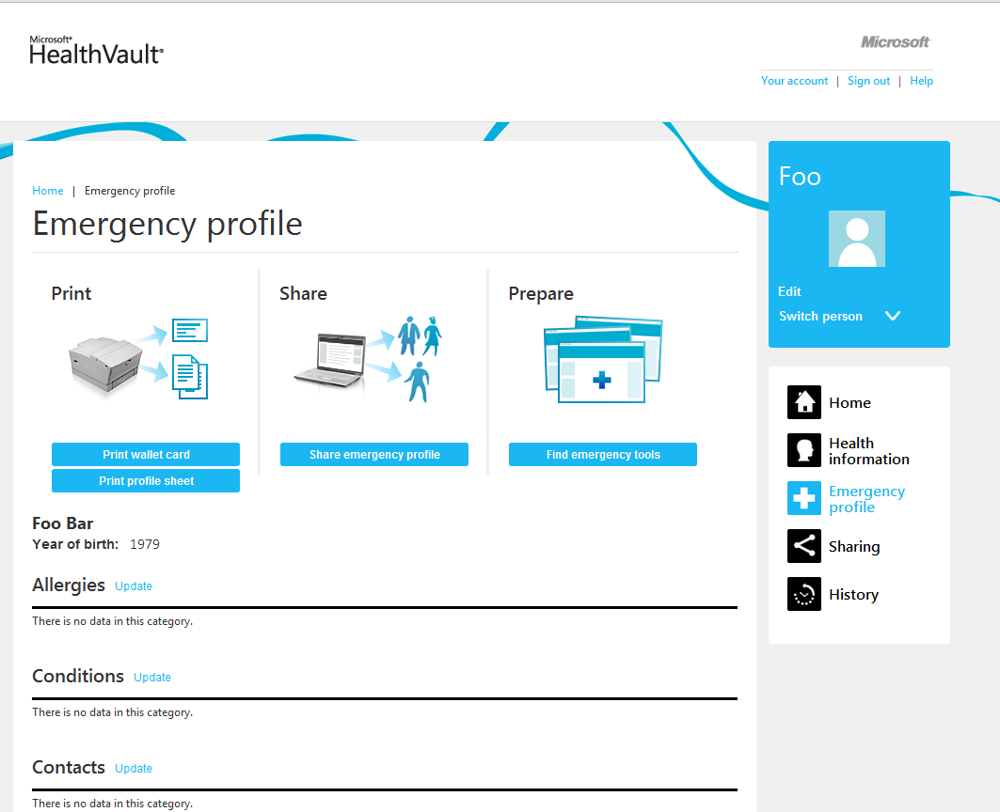 Microsoft®
HealthVault®
Microsoft®
Your account | Sign out | Help
Home | Emergency profile
Emergency profile
Print
Share
Prepare
Print wallet card
Print profile sheet
Share emergency profile
Find emergency tools
Foo Bar
Year of birth: 1979
Allergies Update
There is no data in this category.
Conditions Update
There is no data in this category.
Contacts Update
There is no data in this category.
Foo
Edit
Switch person
Home
Health
information
Emergency
profile
Sharing
History